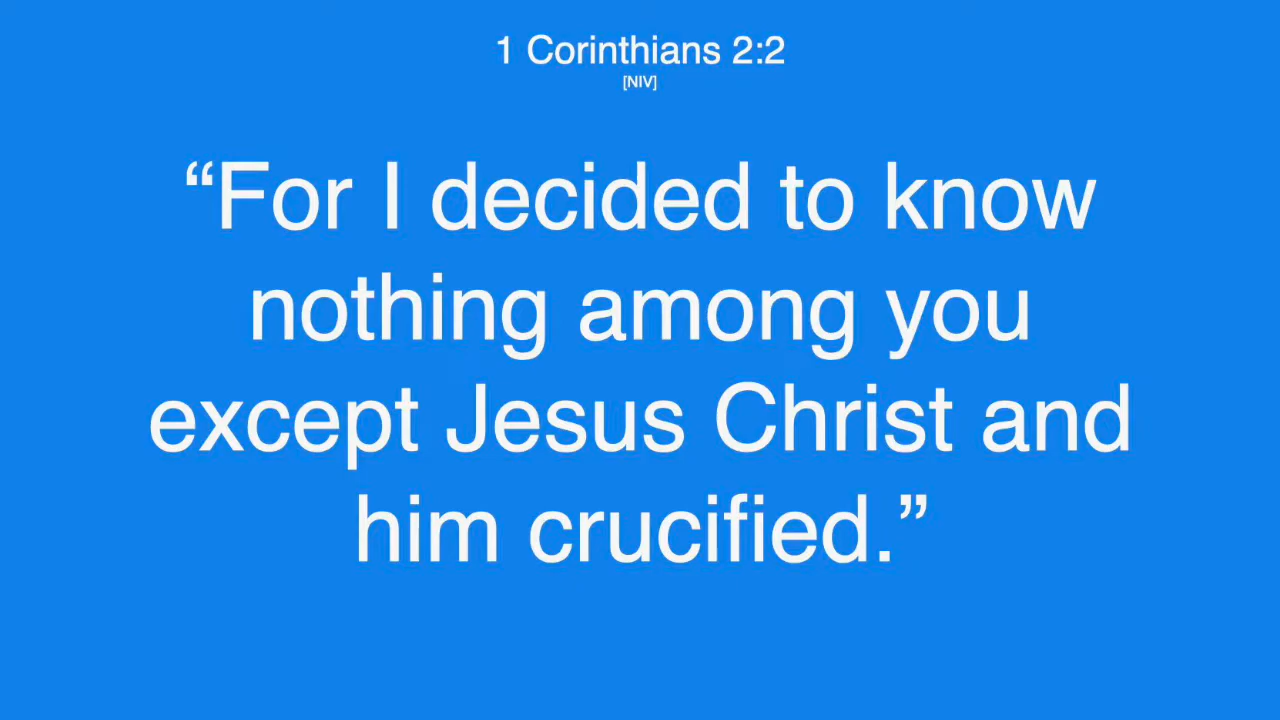 1 Corinthians 2:2
[NIV]
“For I decided to know
nothing among you
except Jesus Christ and
him crucified.”